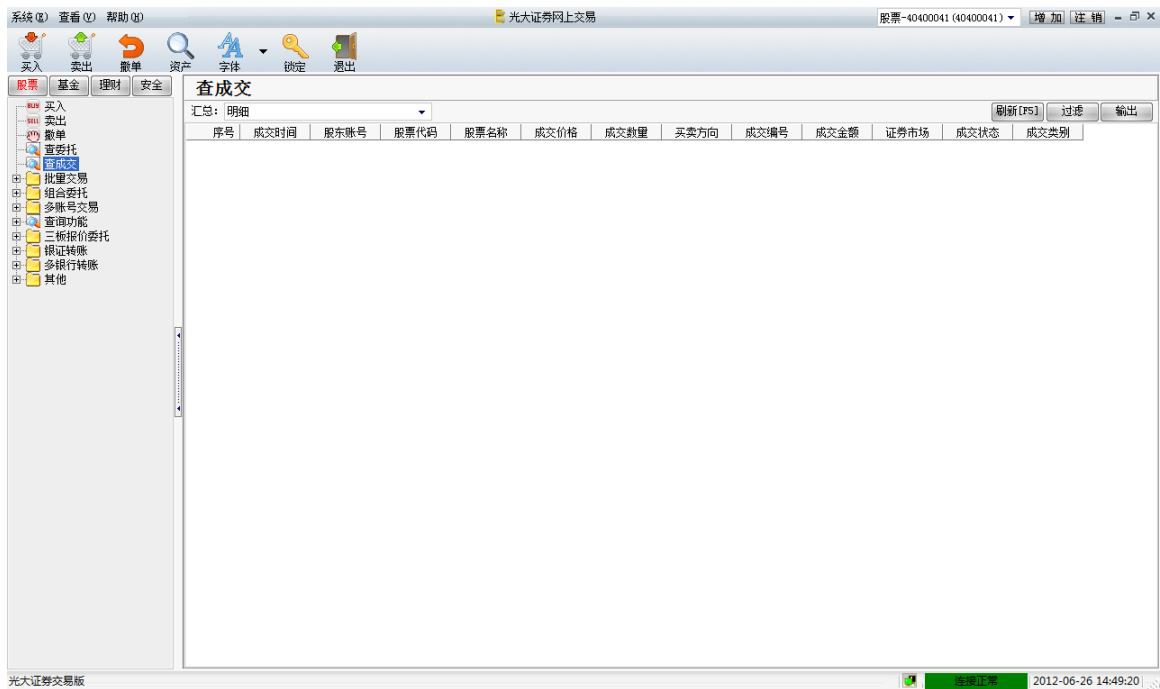 系统(R) 查看(V) 帮助(H) 光大证券网上交易 股票-40400041(40400041) 增 加 注 销
买入 卖出 撤单 资产 字体 锁定 退出
股票 基金 理财 安全
查成交
汇总: 明细 刷新[F5] 过滤 输出
序号 成交时间 股东账号 股票代码 股票名称 成交价格 成交数量 买卖方向 成交编号 成交金额 证券市场 成交状态 成交类别
BUY 买入
SELL 卖出
撤单
查委托
查成交
批量交易
组合委托
多账号交易
查询功能
三板报价委托
银证转账
多银行转账
其他
光大证券交易版 连接正常 2012-06-26 14:49:20